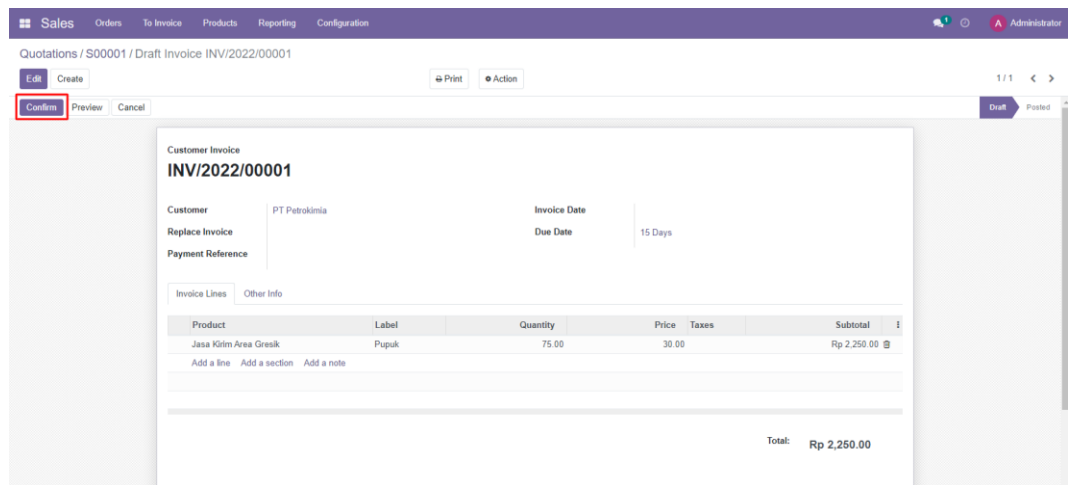 Sales Orders To Invoice Products Reporting Configuration 1 A Administrator
Quotations / S00001 / Draft Invoice INV/2022/00001
Edit Create Print Action 1 / 1
Confirm Preview Cancel Draft Posted
Customer Invoice
INV/2022/00001
Customer PT Petrokimia Invoice Date
Replace Invoice Due Date 15 Days
Payment Reference
Invoice Lines Other Info
Product Label Quantity Price Taxes Subtotal
Jasa Kirim Area Gresik Pupuk 75.00 30.00 Rp 2,250.00
Add a line Add a section Add a note
Total: Rp 2,250.00